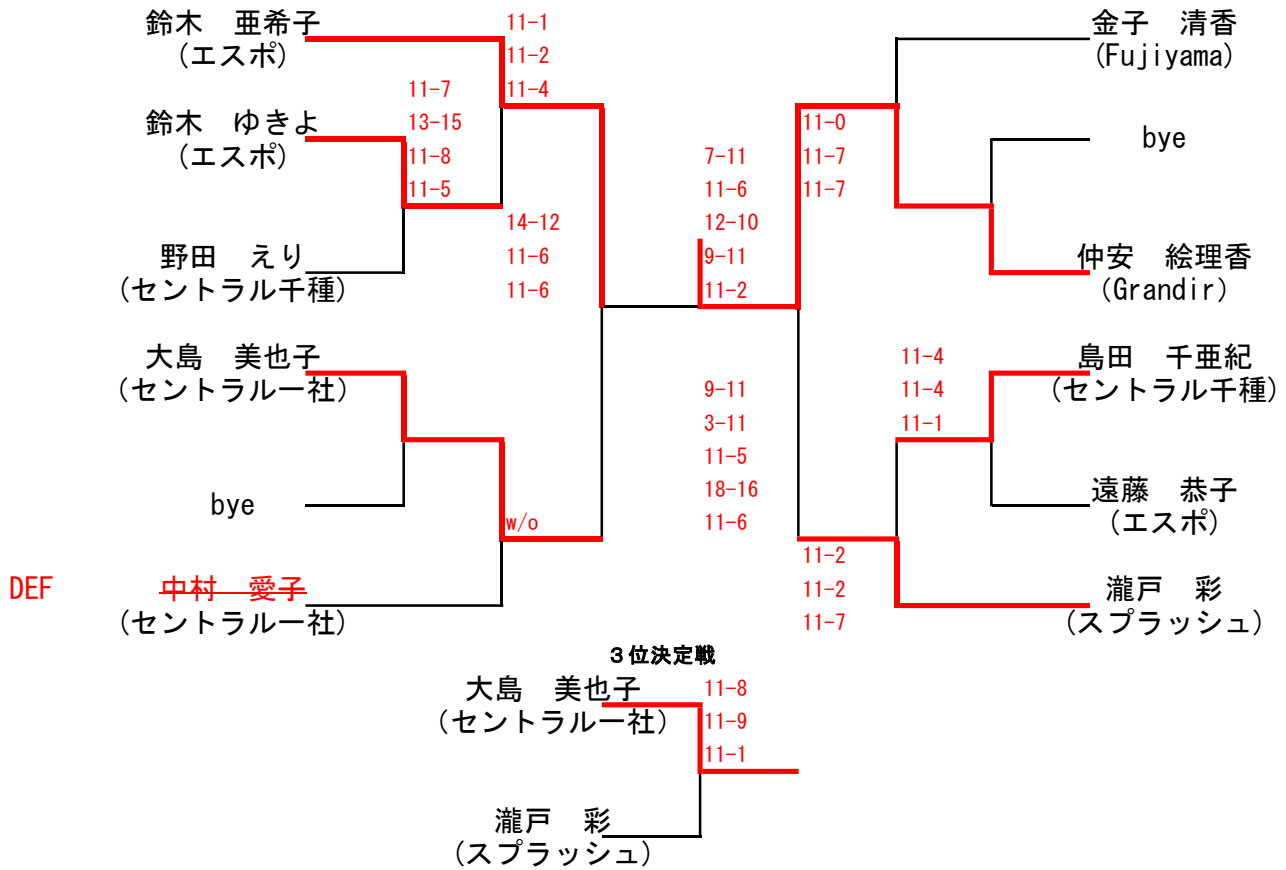 鈴木　亜希子
(エスポ)
11-1
11-2
11-4
11-7
13-15
11-8
11-5
鈴木　ゆきよ
(エスポ)
野田　えり
(セントラル千種)
14-12
11-6
11-6
大島　美也子
(セントラル一社)
bye
w/o
DEF
中村　愛子
(セントラル一社)
7-11
11-6
12-10
9-11
11-2
9-11
3-11
11-5
18-16
11-6
金子　清香
(Fujiyama)
11-0
11-7
11-7
bye
仲安　絵理香
(Grandir)
11-4
11-4
11-1
島田　千亜紀
(セントラル千種)
遠藤　恭子
(エスポ)
11-2
11-2
11-7
瀧戸　彩
(スプラッシュ)
３位決定戦
大島　美也子
(セントラル一社)
11-8
11-9
11-1
瀧戸　彩
(スプラッシュ)